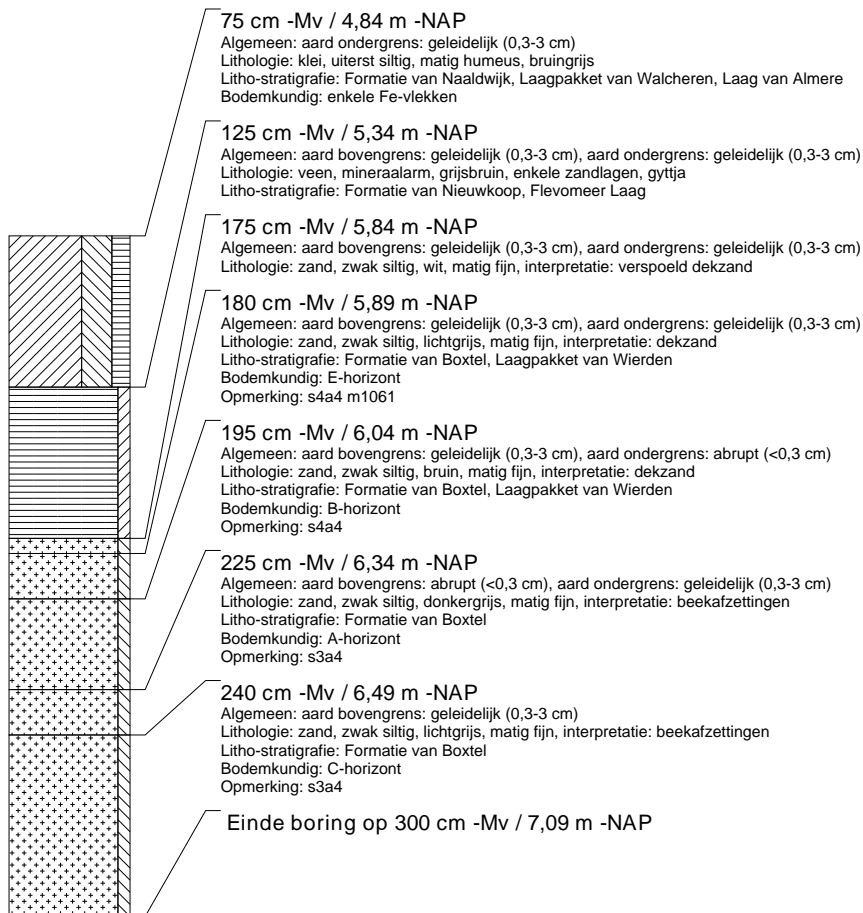 75 cm -Mv / 4,84 m -NAP
Algemeen: aard ondergrens: geleidelijk (0,3-3 cm)
Lithologie: klei, uiterst siltig, matig humeus, bruingrijs
Litho-stratigrafie: Formatie van Naaldwijk, Laagpakket van Walcheren, Laag van Almere
Bodemkundig: enkele Fe-vlekken
125 cm -Mv / 5,34 m -NAP
Algemeen: aard bovengrens: geleidelijk (0,3-3 cm), aard ondergrens: geleidelijk (0,3-3 cm)
Lithologie: veen, mineraalarm, grijsbruin, enkele zandlagen, gyttja
Litho-stratigrafie: Formatie van Nieuwkoop, Flevomeer Laag
175 cm -Mv / 5,84 m -NAP
Algemeen: aard bovengrens: geleidelijk (0,3-3 cm), aard ondergrens: geleidelijk (0,3-3 cm)
Lithologie: zand, zwak siltig, wit, matig fijn, interpretatie: verspoeld dekzand
180 cm -Mv / 5,89 m -NAP
Algemeen: aard bovengrens: geleidelijk (0,3-3 cm), aard ondergrens: geleidelijk (0,3-3 cm)
Lithologie: zand, zwak siltig, lichtgrijs, matig fijn, interpretatie: dekzand
Litho-stratigrafie: Formatie van Boxtel, Laagpakket van Wierden
Bodemkundig: E-horizont
Opmerking: s4a4 m1061
195 cm -Mv / 6,04 m -NAP
Algemeen: aard bovengrens: geleidelijk (0,3-3 cm), aard ondergrens: abrupt (<0,3 cm)
Lithologie: zand, zwak siltig, bruin, matig fijn, interpretatie: dekzand
Litho-stratigrafie: Formatie van Boxtel, Laagpakket van Wierden
Bodemkundig: B-horizont
Opmerking: s4a4
225 cm -Mv / 6,34 m -NAP
Algemeen: aard bovengrens: abrupt (<0,3 cm), aard ondergrens: geleidelijk (0,3-3 cm)
Lithologie: zand, zwak siltig, donkergrijs, matig fijn, interpretatie: beekafzettingen
Litho-stratigrafie: Formatie van Boxtel
Bodemkundig: A-horizont
Opmerking: s3a4
240 cm -Mv / 6,49 m -NAP
Algemeen: aard bovengrens: geleidelijk (0,3-3 cm)
Lithologie: zand, zwak siltig, lichtgrijs, matig fijn, interpretatie: beekafzettingen
Litho-stratigrafie: Formatie van Boxtel
Bodemkundig: C-horizont
Opmerking: s3a4
Einde boring op 300 cm -Mv / 7,09 m -NAP